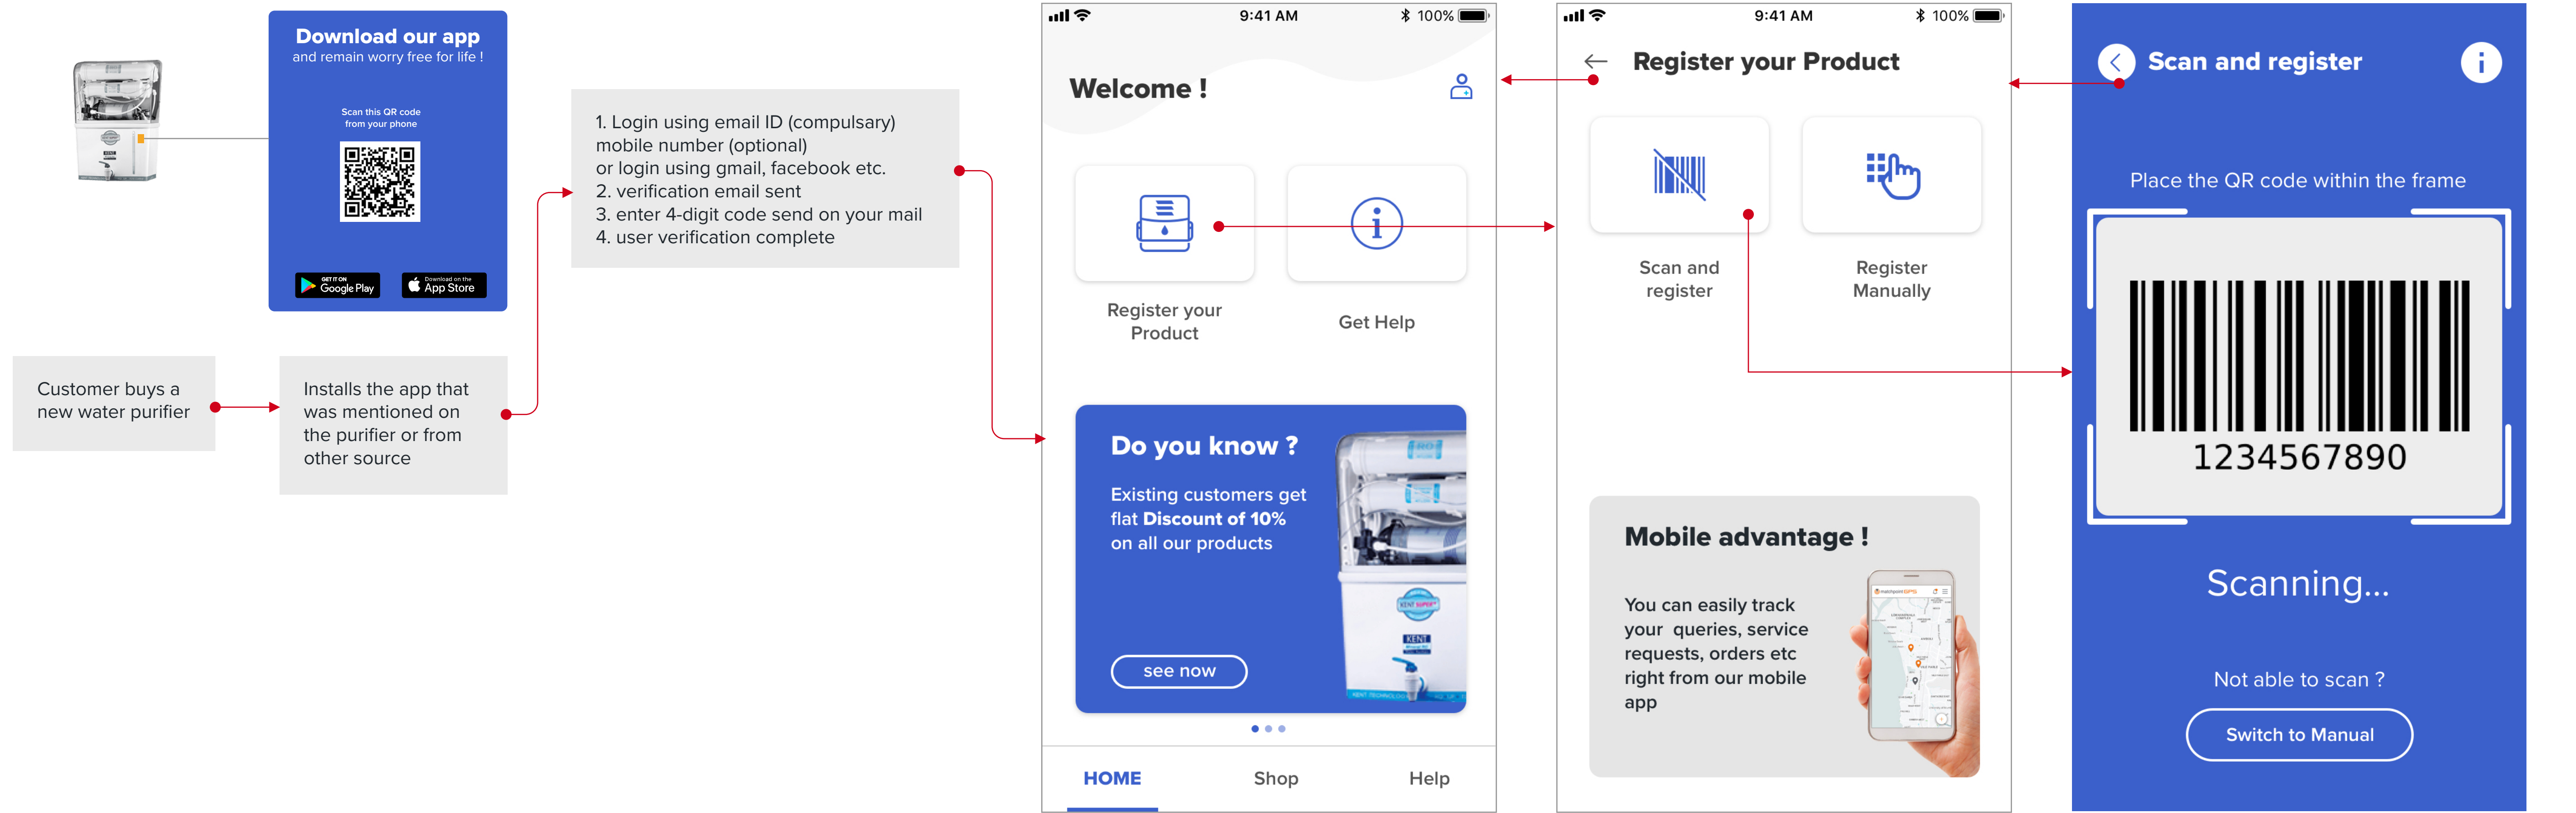 Download our app
and remain worry free for life !
Scan this QR code
from your phone
GET IT ON
Google Play
Download on the
App Store
Customer buys a
new water purifier
Installs the app that
was mentioned on
the purifier or from
other source
1. Login using email ID (compulsary)
mobile number (optional)
or login using gmail, facebook etc.
2. verification email sent
3. enter 4-digit code send on your mail
4. user verification complete
9:41 AM
100%
Welcome !
Register your
Product
Get Help
Do you know ?
Existing customers get
flat Discount of 10%
on all our products
see now
KENT SUPER+
KENT
HOME
Shop
Help
9:41 AM
100%
Register your Product
Scan and
register
Register
Manually
Mobile advantage !
You can easily track
your queries, service
requests, orders etc
right from our mobile
app
matchpoint GPS
Scan and register
Place the QR code within the frame
1234567890
Scanning...
Not able to scan ?
Switch to Manual